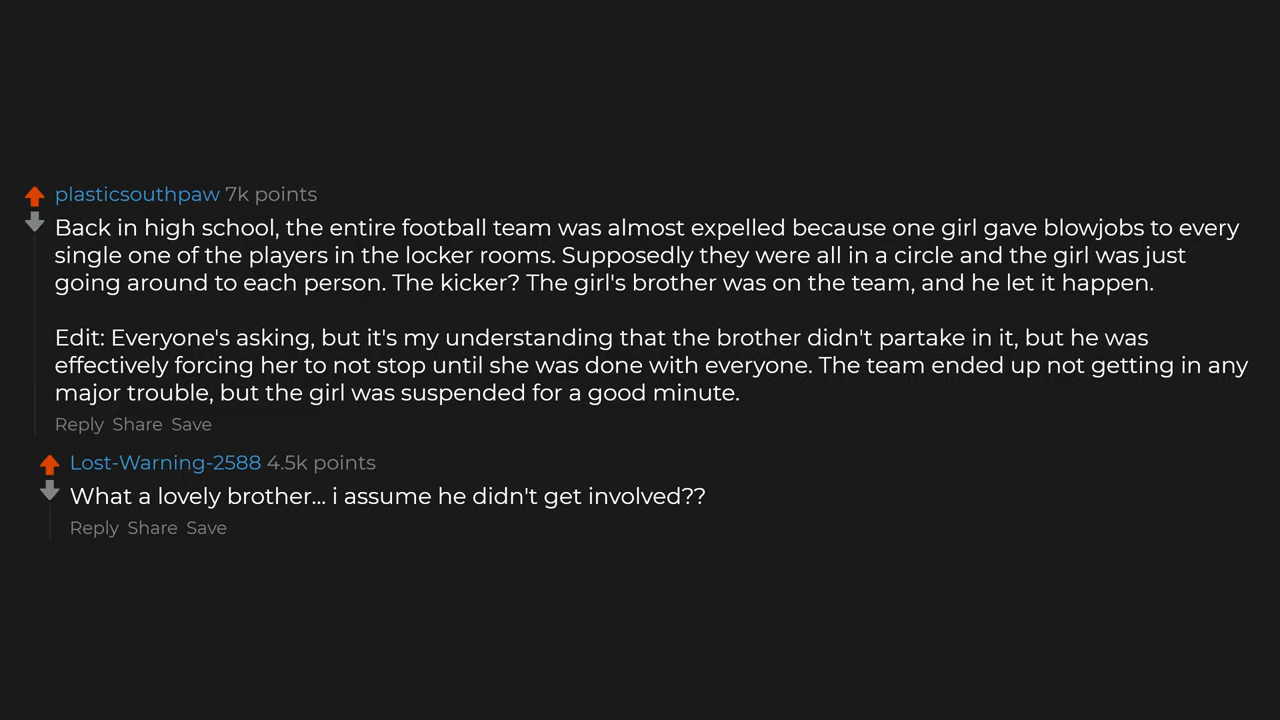 plasticsouthpaw 7k points
Back in high school, the entire football team was almost expelled because one girl gave blowjobs to every
single one of the players in the locker rooms. Supposedly they were all in a circle and the girl was just
going around to each person. The kicker? The girl's brother was on the team, and he let it happen.
Edit: Everyone's asking, but it's my understanding that the brother didn't partake in it, but he was
effectively forcing her to not stop until she was done with everyone. The team ended up not getting in any
major trouble, but the girl was suspended for a good minute.
Reply Share Save
Lost-Warning-2588 4.5k points
What a lovely brother... i assume he didn't get involved??
Reply Share Save